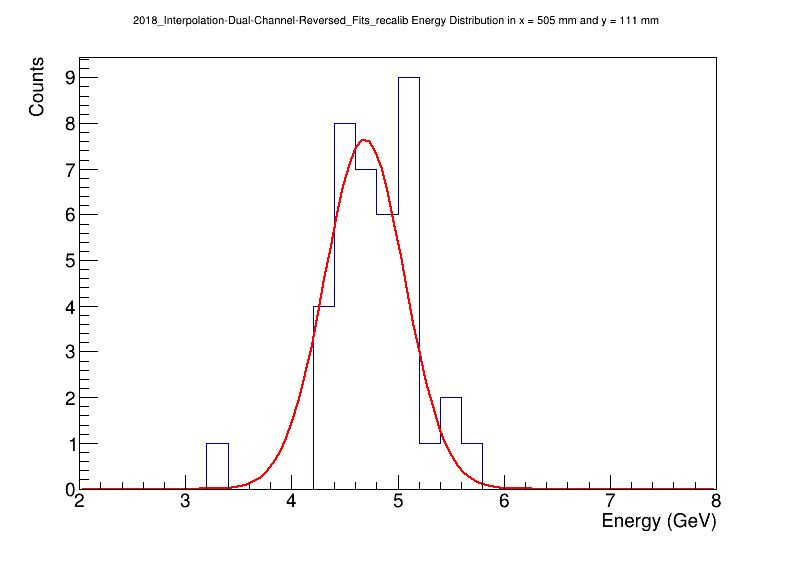 2018_Interpolation-Dual-Channel-Reversed_Fits_recalib Energy Distribution in x = 505 mm and y = 111 mm
Counts
9
8
7
6
5
4
3
2
1
0
2 3 4 5 6 7 8
Energy (GeV)